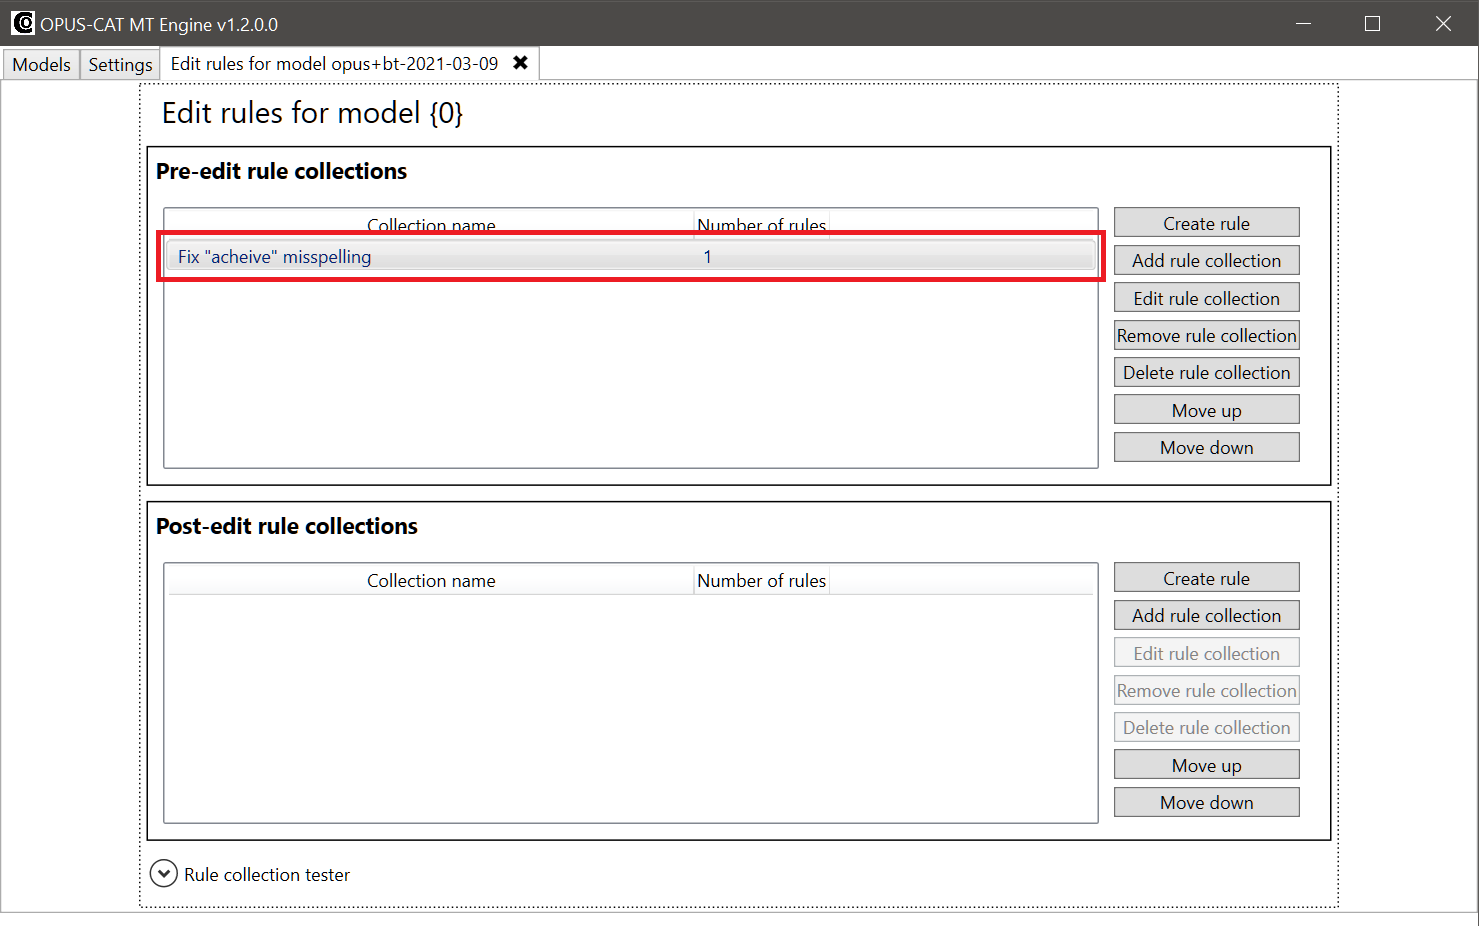 OPUS-CAT MT Engine v1.2.0.0
Models Settings Edit rules for model opus+bt-2021-03-09
Edit rules for model {0}
Pre-edit rule collections
Collection name Number of rules
Fix "acheive" misspelling 1
Create rule
Add rule collection
Edit rule collection
Remove rule collection
Delete rule collection
Move up
Move down
Post-edit rule collections
Collection name Number of rules
Create rule
Add rule collection
Edit rule collection
Remove rule collection
Delete rule collection
Move up
Move down
Rule collection tester